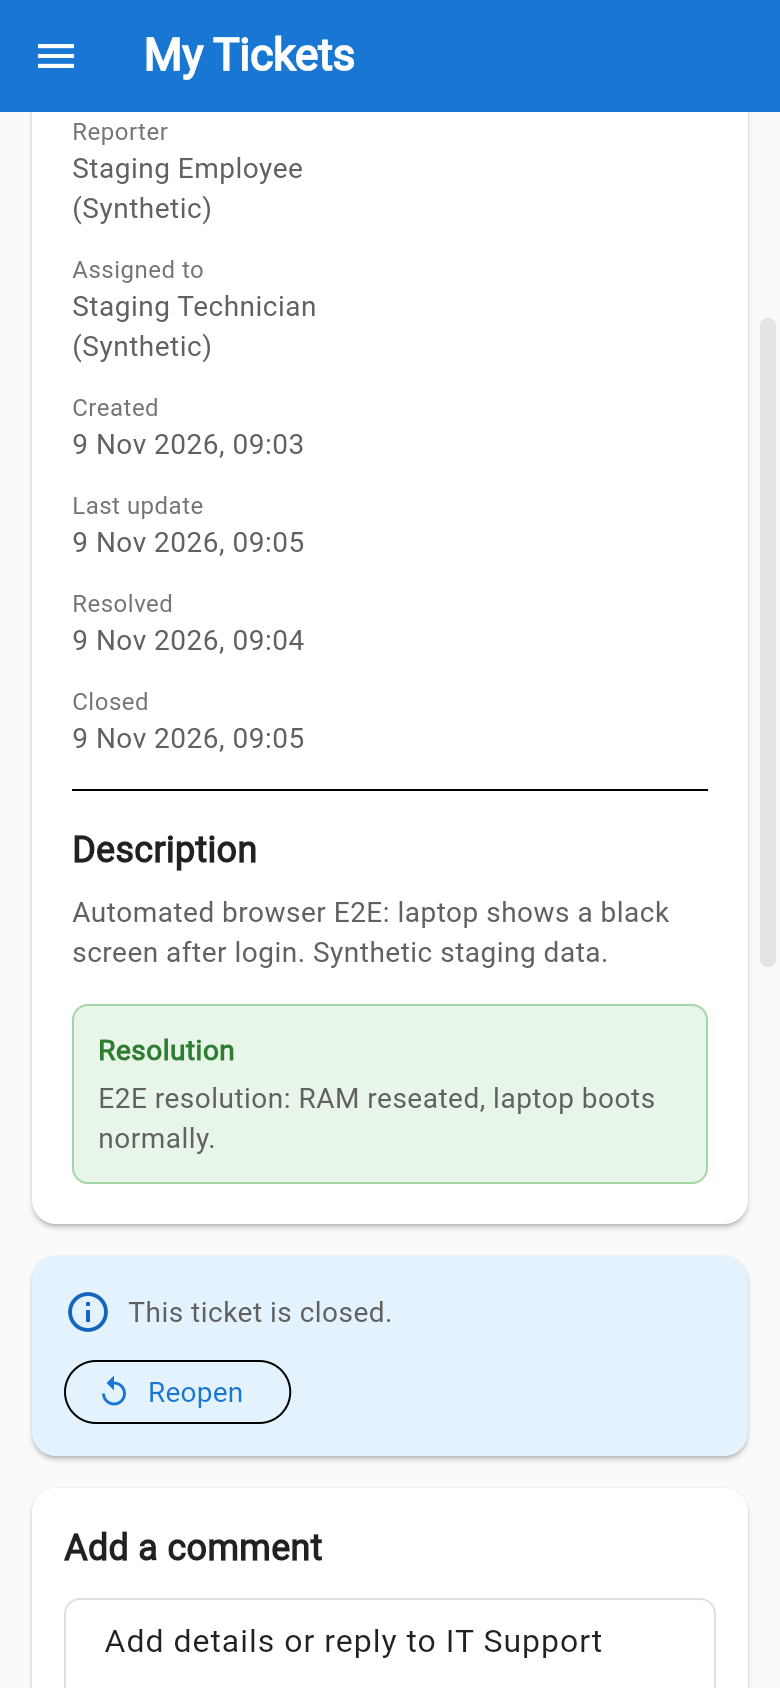 My Tickets
Reporter
Staging Employee
(Synthetic)
Assigned to
Staging Technician
(Synthetic)
Created
9 Nov 2026, 09:03
Last update
9 Nov 2026, 09:05
Resolved
9 Nov 2026, 09:04
Closed
9 Nov 2026, 09:05
Description
Automated browser E2E: laptop shows a black
screen after login. Synthetic staging data.
Resolution
E2E resolution: RAM reseated, laptop boots
normally.
This ticket is closed.
Reopen
Add a comment
Add details or reply to IT Support